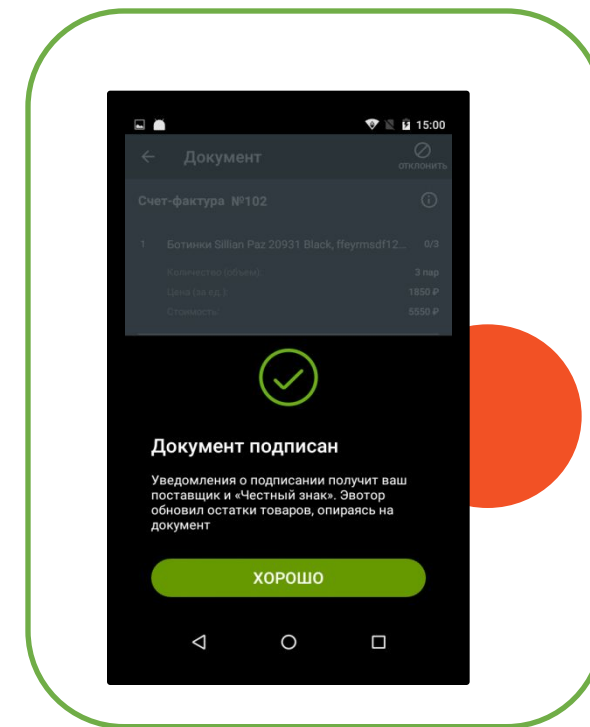 15:00
Документ
ОТКЛОНИТЬ
Счет-фактура №102
1 Ботинки Sillian Paz 20931 Black, ffeyrmsdf12... 0/3
Количество (объем) 3 пар
Цена (за ед.) 1850 ₽
Стоимость 5550 ₽
Документ подписан
Уведомления о подписании получит ваш
поставщик и «Честный знак». Эвотор
обновил остатки товаров, опираясь на
документ
ХОРОШО